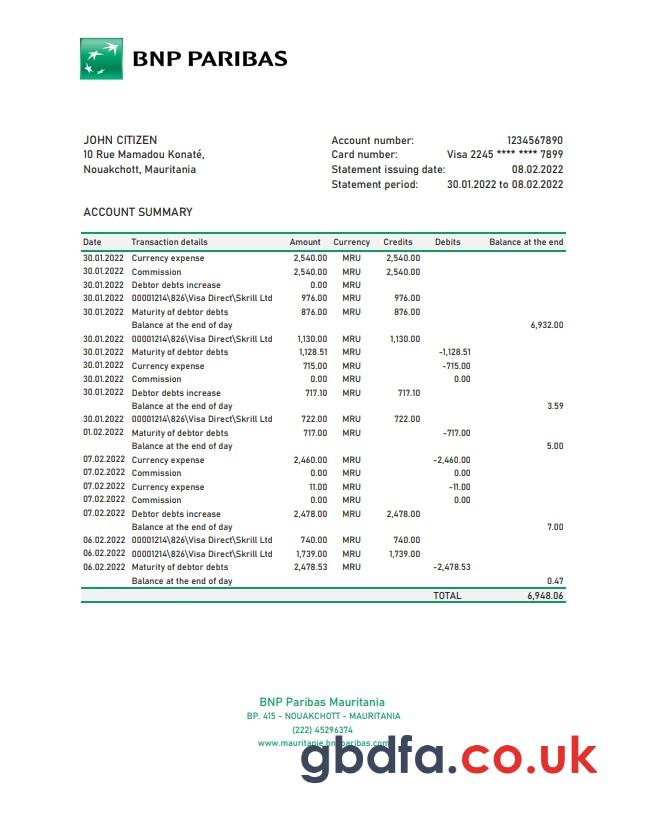 BNP PARIBAS
JOHN CITIZEN
10 Rue Mamadou Konaté,
Nouakchott, Mauritania
Account number: 1234567890
Card number: Visa 2245 **** **** 7899
Statement issuing date: 08.02.2022
Statement period: 30.01.2022 to 08.02.2022
ACCOUNT SUMMARY
Date Transaction details Amount Currency Credits Debits Balance at the end
30.01.2022 Currency expense 2,540.00 MRU 2,540.00
30.01.2022 Commission 2,540.00 MRU 2,540.00
30.01.2022 Debtor debts increase 0.00 MRU
30.01.2022 00001214\826\Visa Direct\Skrill Ltd 976.00 MRU 976.00
30.01.2022 Maturity of debtor debts 876.00 MRU 876.00
Balance at the end of day 6,932.00
30.01.2022 00001214\826\Visa Direct\Skrill Ltd 1,130.00 MRU 1,130.00
30.01.2022 Maturity of debtor debts 1,128.51 MRU -1,128.51
30.01.2022 Currency expense 715.00 MRU -715.00
30.01.2022 Commission 0.00 MRU 0.00
30.01.2022 Debtor debts increase 717.10 MRU 717.10
Balance at the end of day 3.59
30.01.2022 00001214\826\Visa Direct\Skrill Ltd 722.00 MRU 722.00
01.02.2022 Maturity of debtor debts 717.00 MRU -717.00
Balance at the end of day 5.00
07.02.2022 Currency expense 2,460.00 MRU -2,460.00
07.02.2022 Commission 0.00 MRU 0.00
07.02.2022 Currency expense 11.00 MRU -11.00
07.02.2022 Commission 0.00 MRU 0.00
07.02.2022 Debtor debts increase 2,478.00 MRU 2,478.00
Balance at the end of day 7.00
06.02.2022 00001214\826\Visa Direct\Skrill Ltd 740.00 MRU 740.00
06.02.2022 00001214\826\Visa Direct\Skrill Ltd 1,739.00 MRU 1,739.00
06.02.2022 Maturity of debtor debts 2,478.53 MRU -2,478.53
Balance at the end of day 0.47
TOTAL 6,948.06
BNP Paribas Mauritania
BP. 415 - NOUAKCHOTT - MAURITANIA
(222) 45296374
www.mauritanie.bnpparibas.com
gbdfa.co.uk